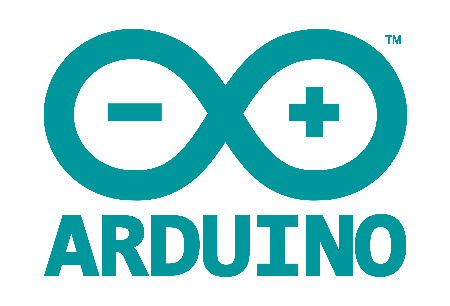 ™
− +
ARDUINO